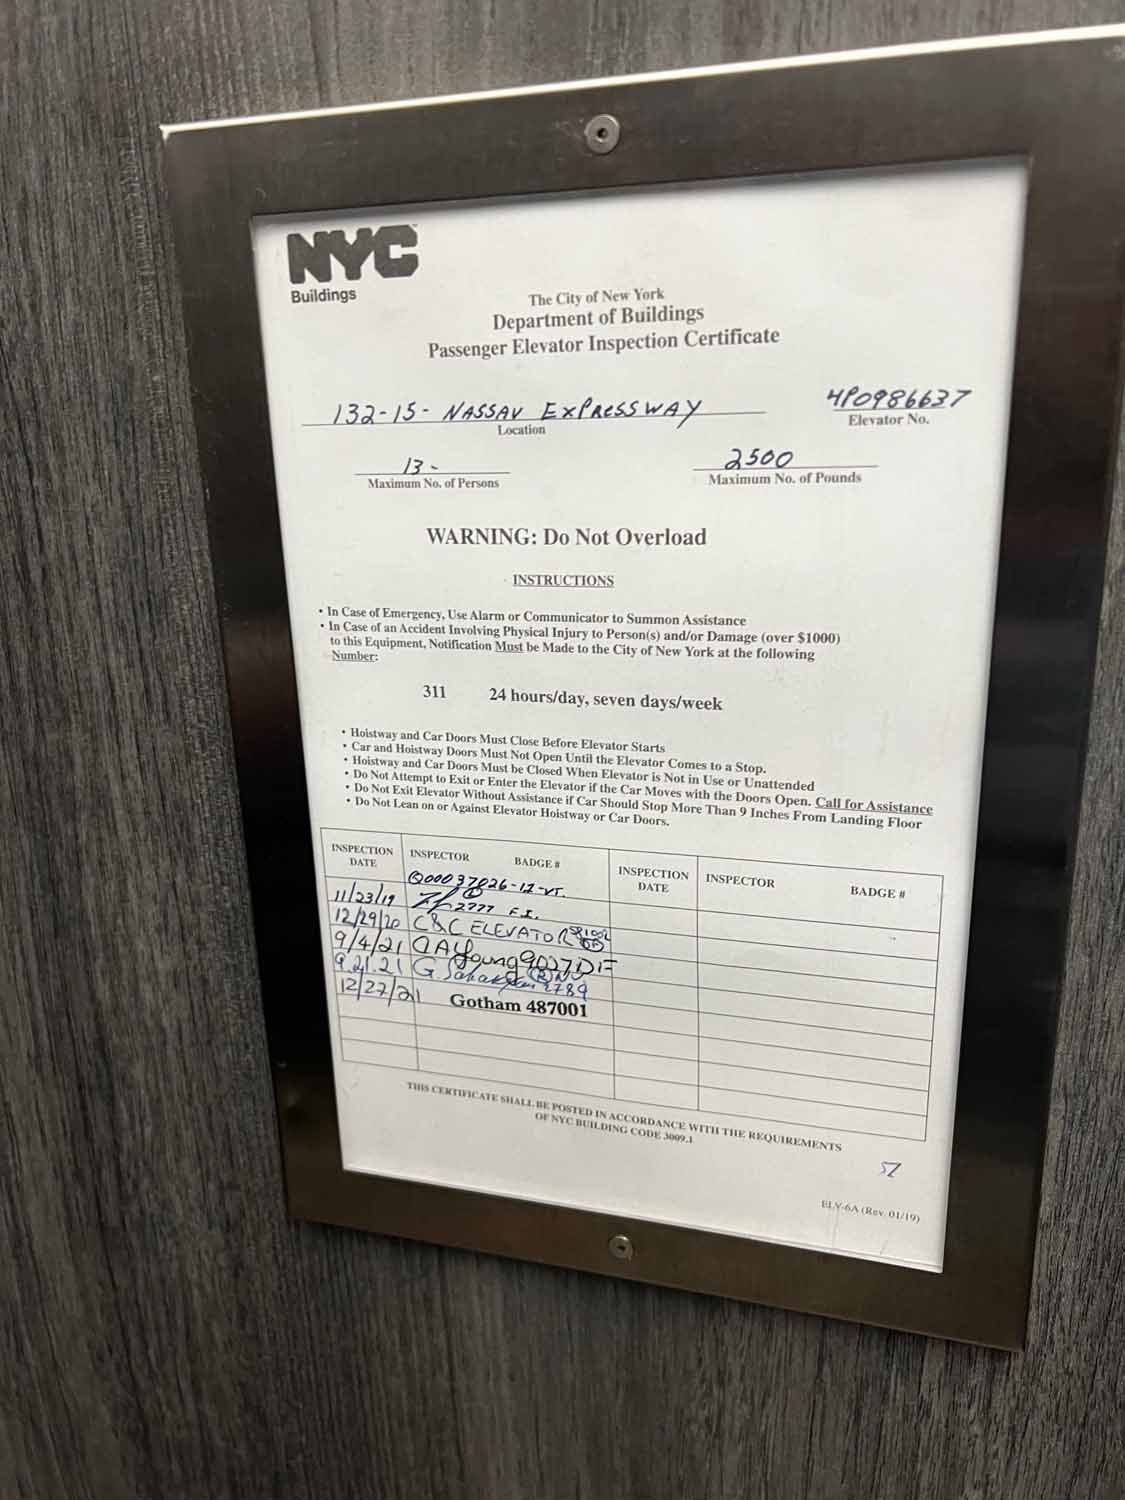 NYC
Buildings
The City of New York
Department of Buildings
Passenger Elevator Inspection Certificate
132-15- NASSAU EXPRESSWAY
Location
4P0986637
Elevator No.
13-
Maximum No. of Persons
2500
Maximum No. of Pounds
WARNING: Do Not Overload
INSTRUCTIONS
• In Case of Emergency, Use Alarm or Communicator to Summon Assistance
• In Case of an Accident Involving Physical Injury to Person(s) and/or Damage (over $1000)
to this Equipment, Notification Must be Made to the City of New York at the following
Number:
311 24 hours/day, seven days/week
• Hoistway and Car Doors Must Close Before Elevator Starts
• Car and Hoistway Doors Must Not Open Until the Elevator Comes to a Stop.
• Hoistway and Car Doors Must be Closed When Elevator is Not in Use or Unattended
• Do Not Attempt to Exit or Enter the Elevator if the Car Moves with the Doors Open. Call for Assistance
• Do Not Exit Elevator Without Assistance if Car Should Stop More Than 9 Inches From Landing Floor
• Do Not Lean on or Against Elevator Hoistway or Car Doors.
INSPECTION DATE INSPECTOR BADGE # INSPECTION DATE INSPECTOR BADGE #
Q00037026-12-VT.
11/23/19 2777 F.I.
12/29/20 C&C ELEVATOR
9/4/21 Young 9027
9.21.21 G. 2789
12/27/21 Gotham 487001
THIS CERTIFICATE SHALL BE POSTED IN ACCORDANCE WITH THE REQUIREMENTS
OF NYC BUILDING CODE 3009.1
ELV-6A (Rev. 01/19)